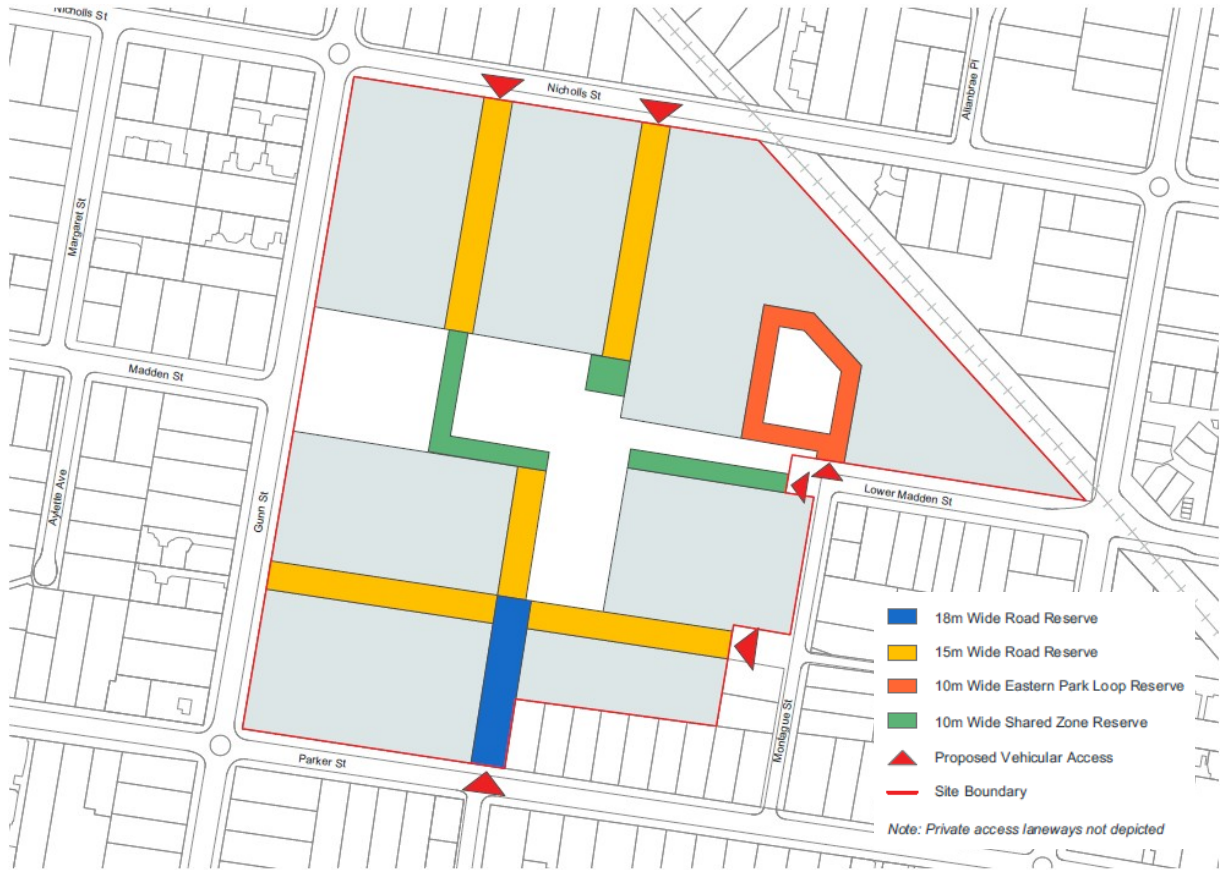 Nicholls St
Nicholls St
Allanbrae Pl
Margaret St
Madden St
Aylette Ave
Gunn St
Lower Madden St
Montague St
Parker St
18m Wide Road Reserve
15m Wide Road Reserve
10m Wide Eastern Park Loop Reserve
10m Wide Shared Zone Reserve
Proposed Vehicular Access
Site Boundary
Note: Private access laneways not depicted